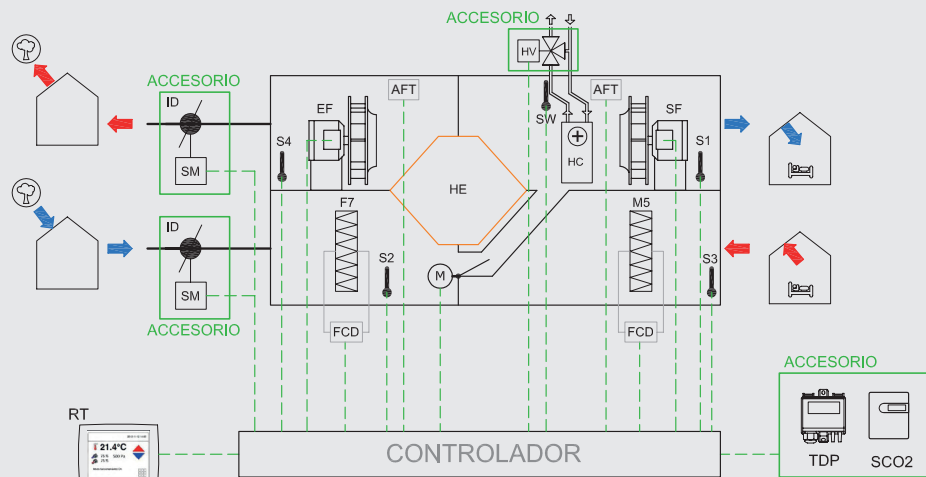 ACCESORIO
HV
ACCESORIO
ID
SM
EF
AFT
SW
AFT
SF
S4
HC
S1
HE
ID
SM
ACCESORIO
F7
S2
M
M5
S3
FCD
FCD
ACCESORIO
RT
21.4°C
CONTROLADOR
TDP
SCO2